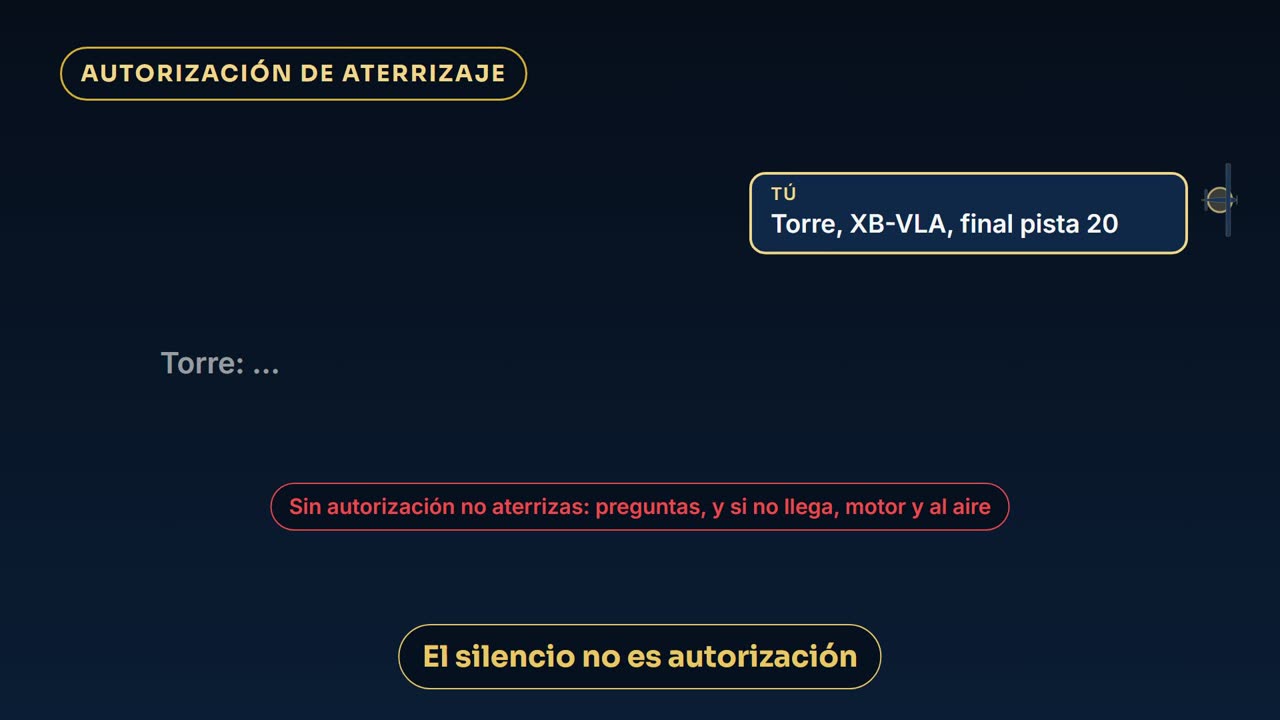 AUTORIZACIÓN DE ATERRIZAJE
TÚ
Torre, XB-VLA, final pista 20
Torre: ...
Sin autorización no aterrizas: preguntas, y si no llega, motor y al aire
El silencio no es autorización